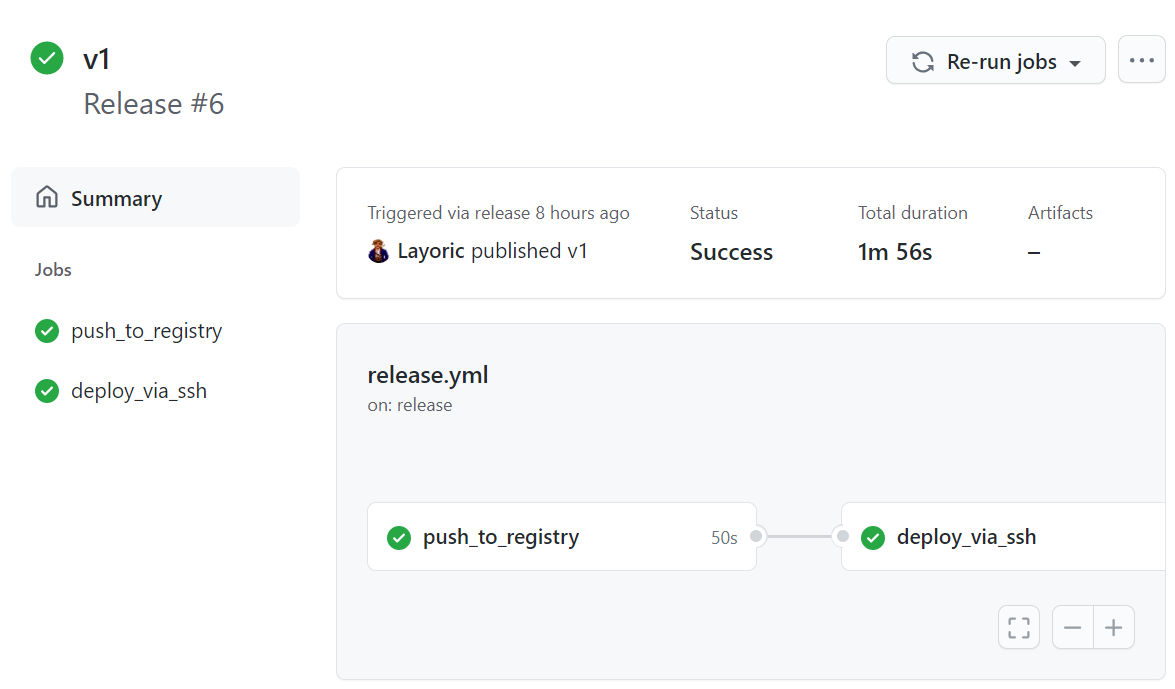 v1
Release #6
Re-run jobs
Summary
Jobs
push_to_registry
deploy_via_ssh
Triggered via release 8 hours ago
Layoric published v1
Status
Success
Total duration
1m 56s
Artifacts
–
release.yml
on: release
push_to_registry 50s
deploy_via_ssh